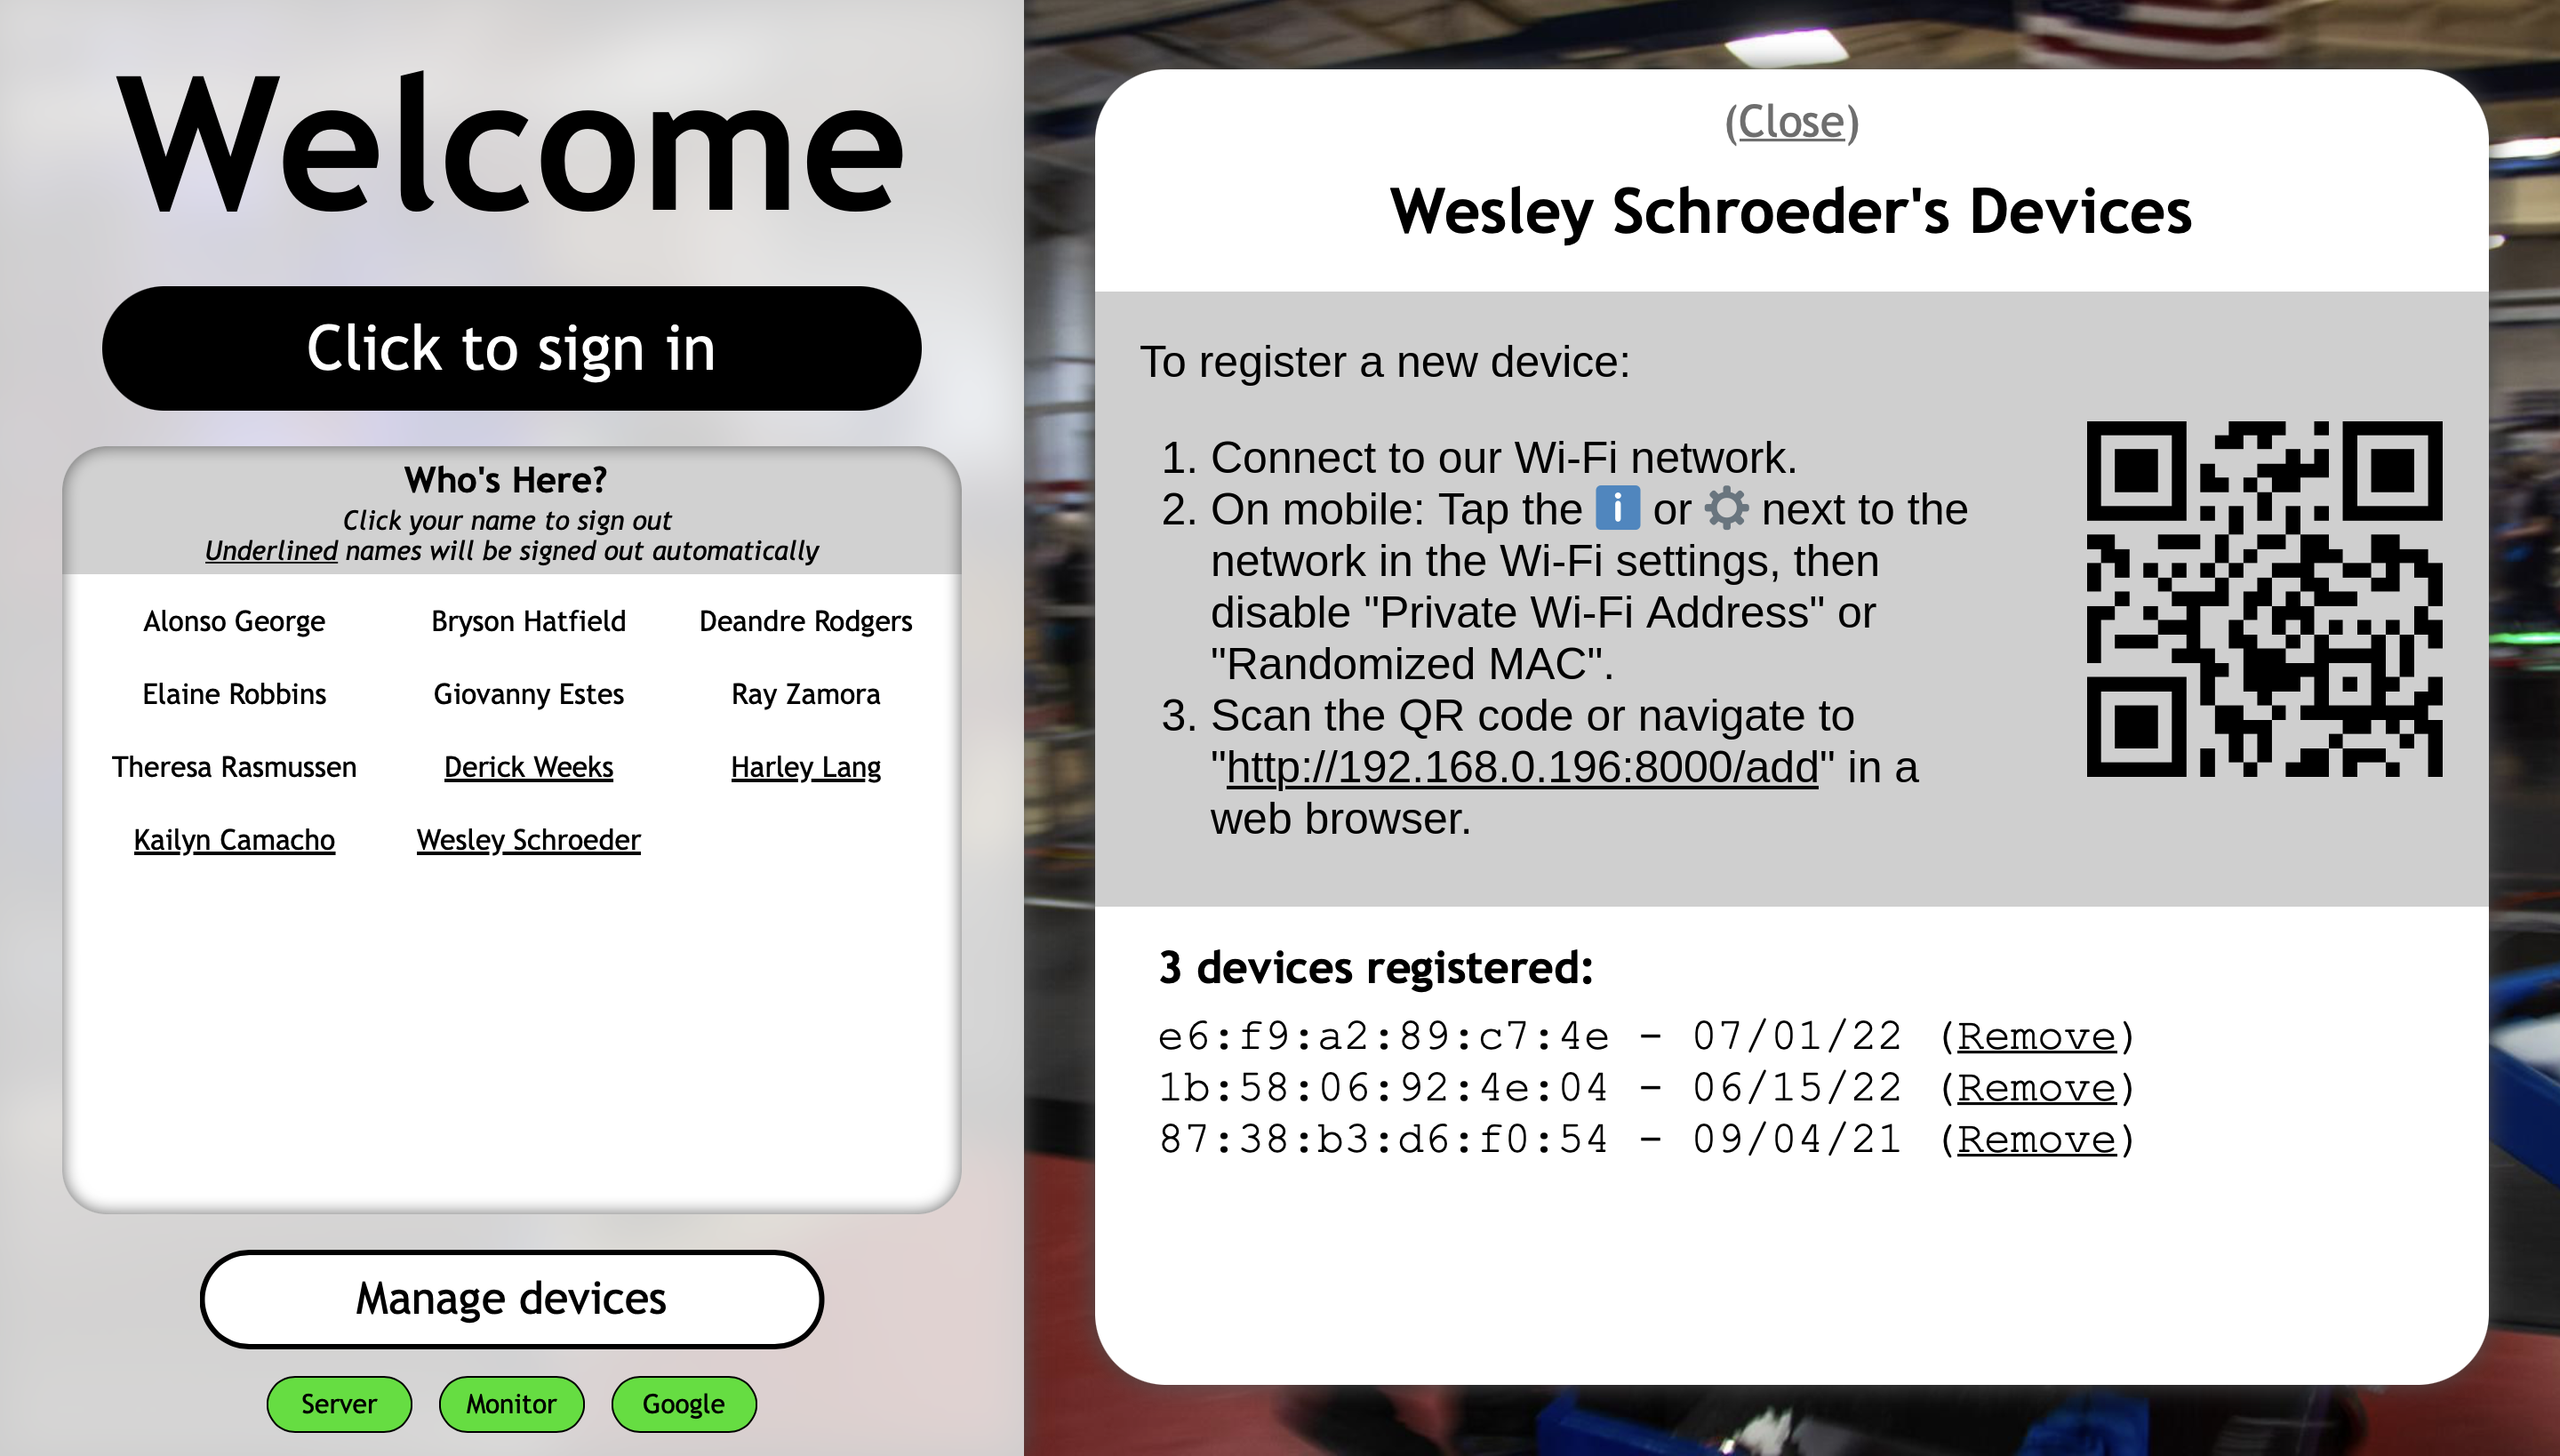 Welcome
Click to sign in
Who's Here?
Click your name to sign out
Underlined names will be signed out automatically
Alonso George
Bryson Hatfield
Deandre Rodgers
Elaine Robbins
Giovanny Estes
Ray Zamora
Theresa Rasmussen
Derick Weeks
Harley Lang
Kailyn Camacho
Wesley Schroeder
Manage devices
Server
Monitor
Google
(Close)
Wesley Schroeder's Devices
To register a new device:
1. Connect to our Wi-Fi network.
2. On mobile: Tap the ℹ️ or ⚙️ next to the
network in the Wi-Fi settings, then
disable "Private Wi-Fi Address" or
"Randomized MAC".
3. Scan the QR code or navigate to
"http://192.168.0.196:8000/add" in a
web browser.
3 devices registered:
e6:f9:a2:89:c7:4e - 07/01/22 (Remove)
1b:58:06:92:4e:04 - 06/15/22 (Remove)
87:38:b3:d6:f0:54 - 09/04/21 (Remove)